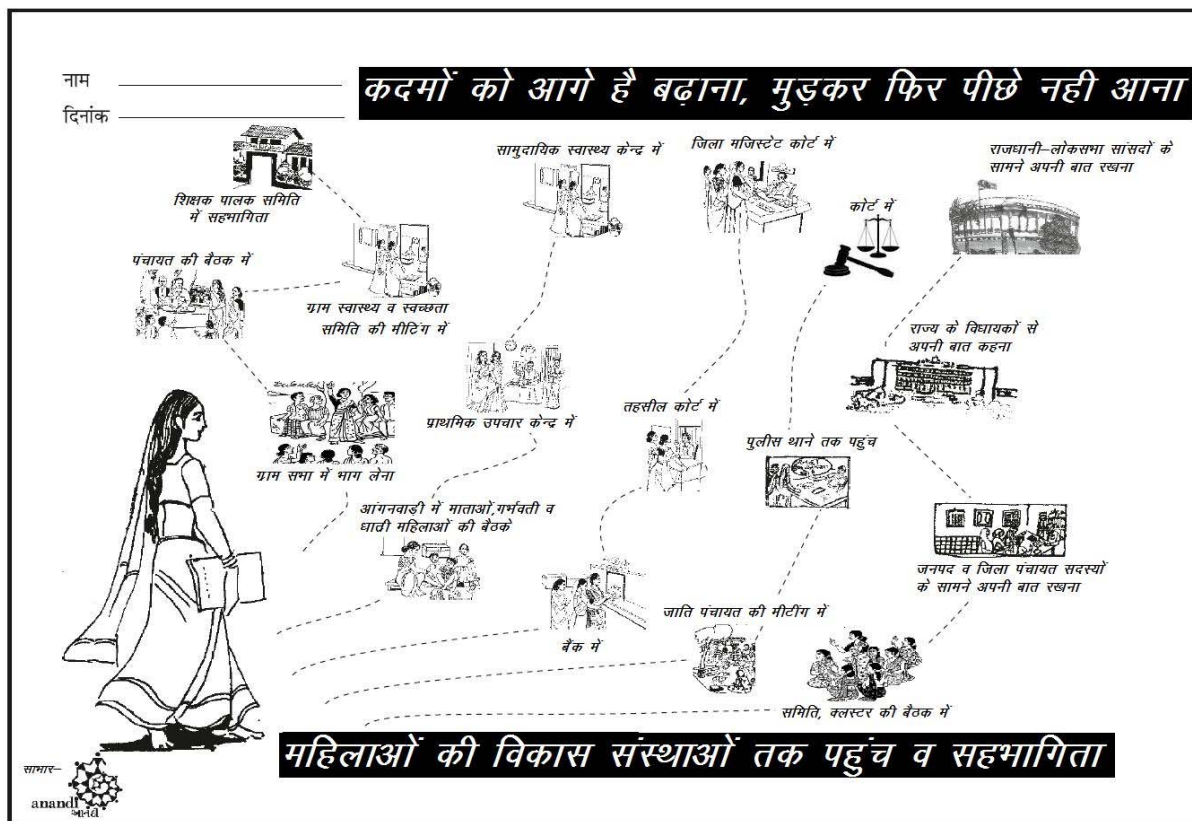 नाम
दिनांक
कदमों को आगे है बढ़ाना, मुड़कर फिर पीछे नही आना
शिक्षक पालक समिति
में सहभागिता
सामुदायिक स्वास्थ्य केन्द्र में
जिला मजिस्टेट कोर्ट में
राजधानी–लोकसभा सांसदों के
सामने अपनी बात रखना
कोर्ट में
पंचायत की बैठक में
ग्राम स्वास्थ्य व स्वच्छता
समिति की मीटिंग में
राज्य के विधायकों से
अपनी बात कहना
प्राथमिक उपचार केन्द्र में
तहसील कोर्ट में
पुलीस थाने तक पहुंच
ग्राम सभा में भाग लेना
आंगनवाड़ी में माताओं,गर्भवती व
धात्री महिलाओं की बैठके
जनपद व जिला पंचायत सदस्यों
के सामने अपनी बात रखना
जाति पंचायत की मीटींग में
बैंक में
समिति, क्लस्टर की बैठक में
महिलाओं की विकास संस्थाओं तक पहुंच व सहभागिता
साभार–
anandi